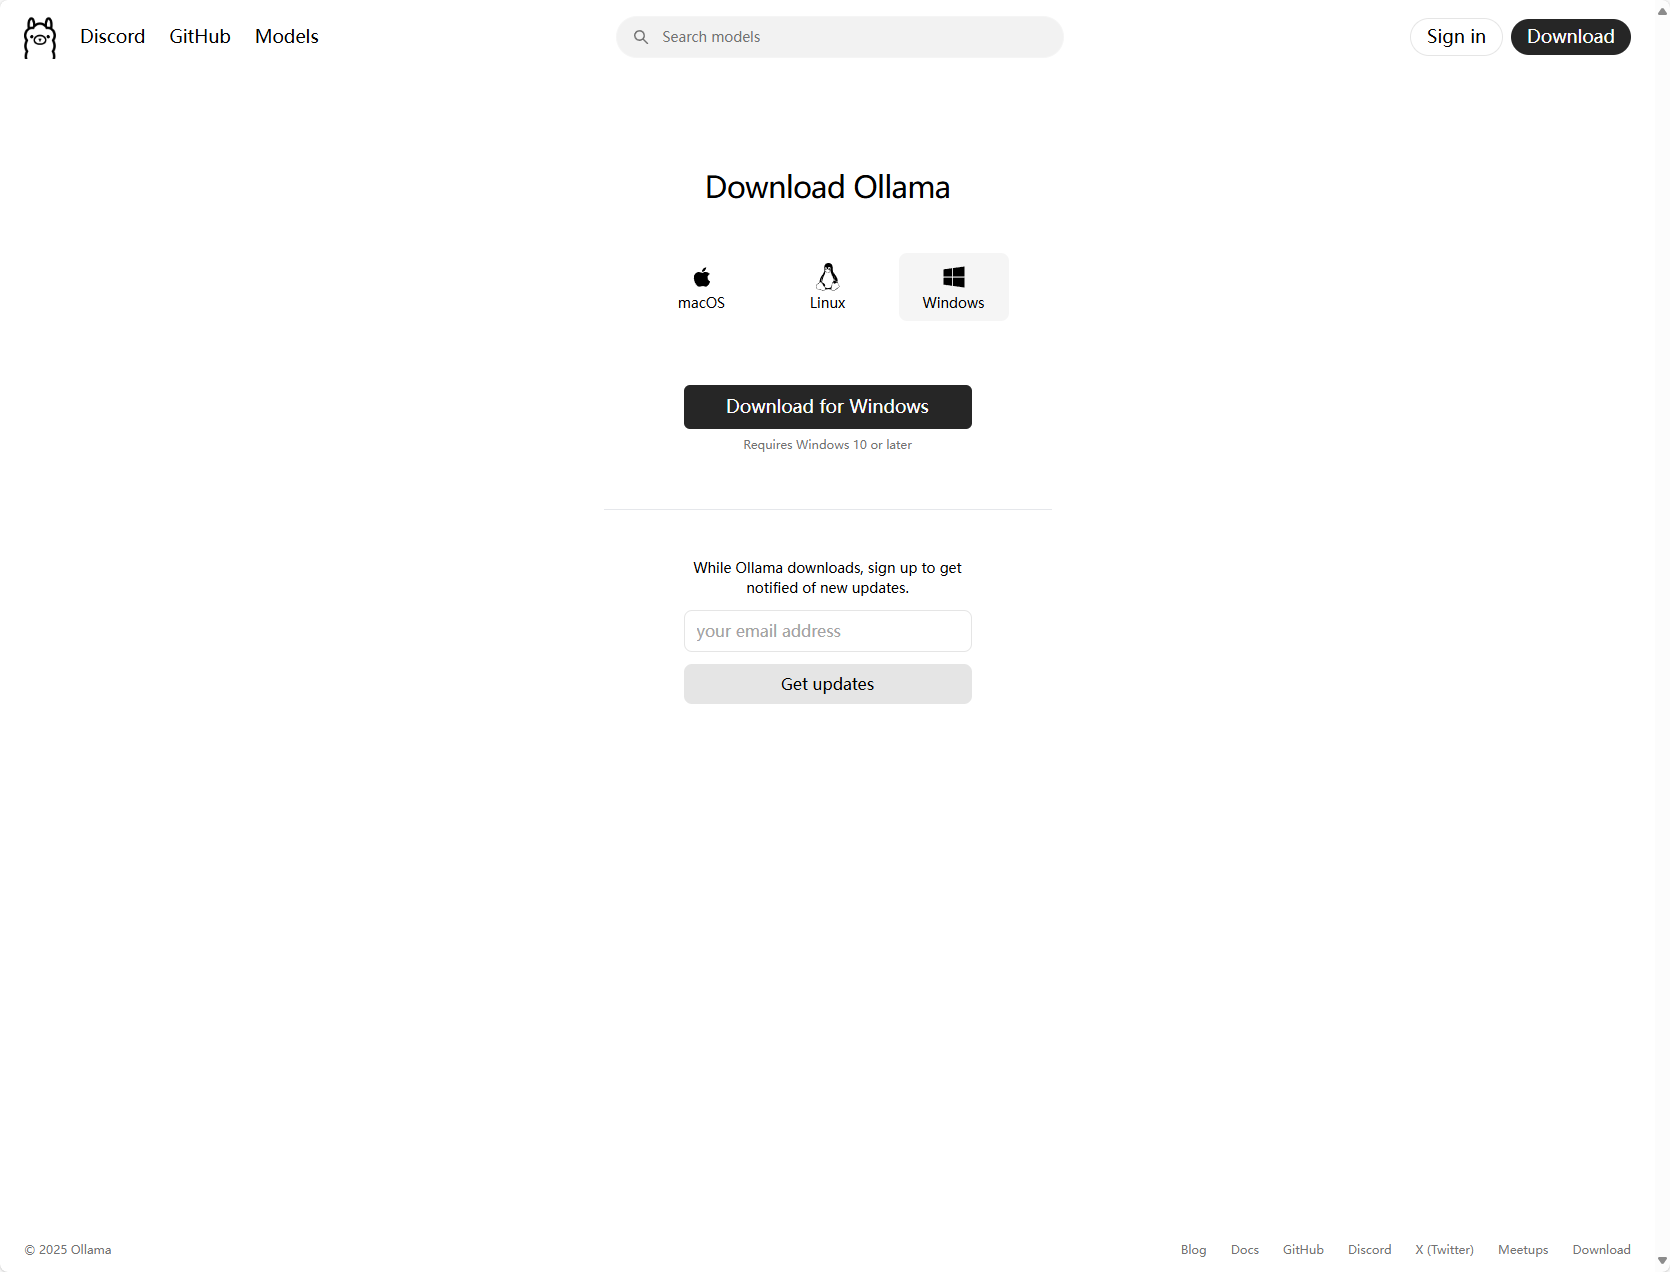 Discord GitHub Models Search models Sign in Download
Download Ollama
macOS Linux Windows
Download for Windows
Requires Windows 10 or later
While Ollama downloads, sign up to get
notified of new updates.
your email address
Get updates
© 2025 Ollama Blog Docs GitHub Discord X (Twitter) Meetups Download